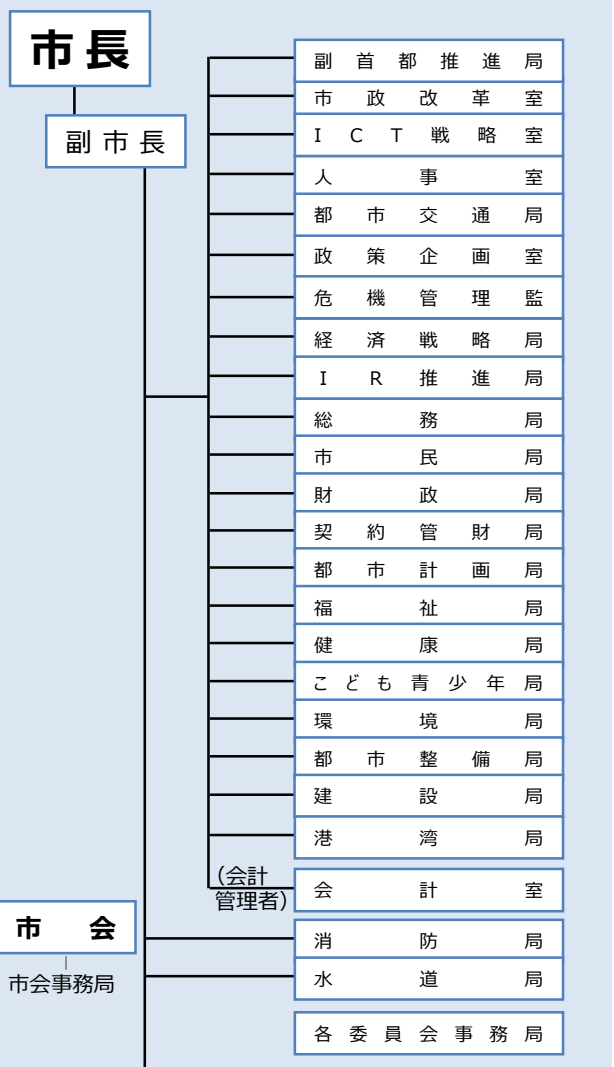 市長
副市長
副首都推進局
市政改革室
ICT戦略室
人事室
都市交通局
政策企画室
危機管理監
経済戦略局
IR推進局
総務局
市民局
財政局
契約管財局
都市計画局
福祉局
健康局
こども青少年局
環境局
都市整備局
建設局
港湾局
(会計
管理者)
会計室
市会
市会事務局
消防局
水道局
各委員会事務局